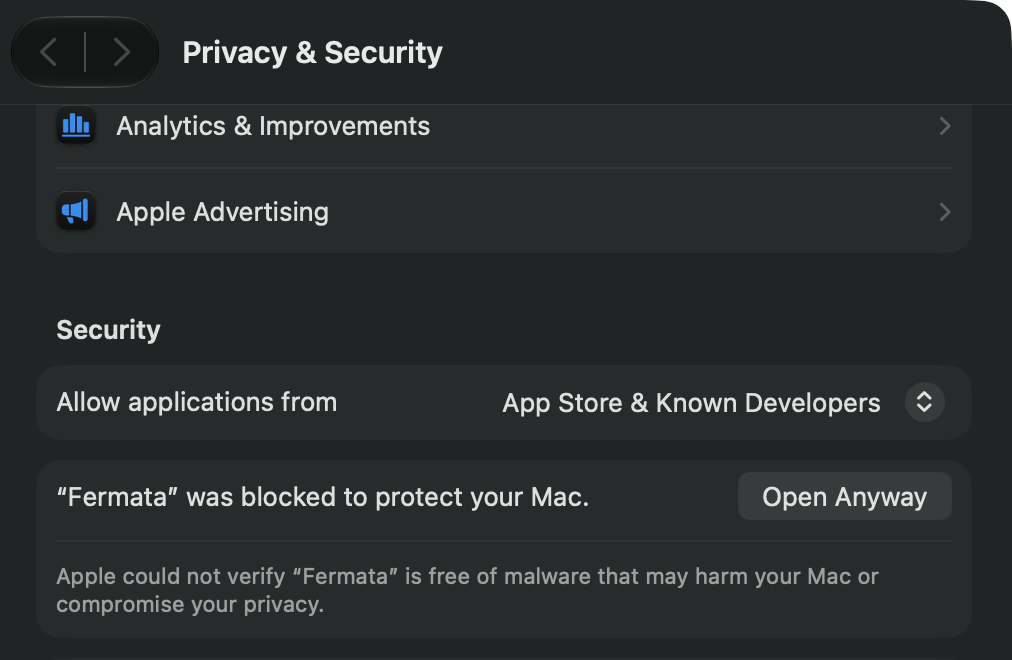 Privacy & Security
Analytics & Improvements
Apple Advertising
Security
Allow applications from App Store & Known Developers
“Fermata” was blocked to protect your Mac. Open Anyway
Apple could not verify “Fermata” is free of malware that may harm your Mac or
compromise your privacy.